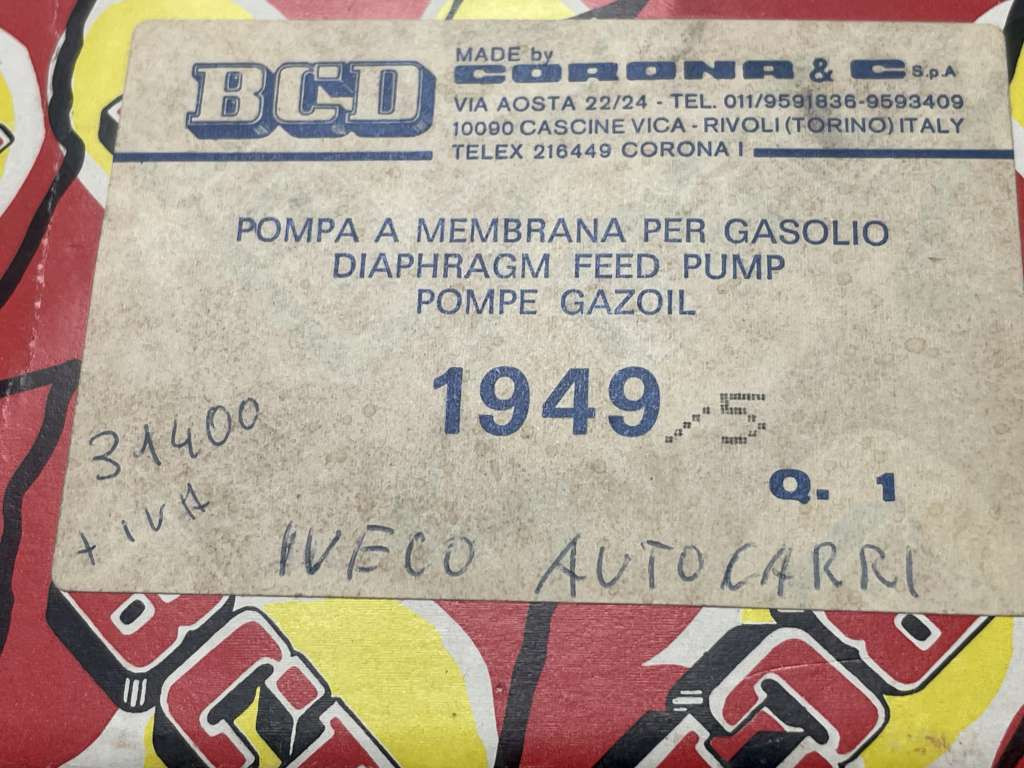 BCD
MADE by
CORONA & C S.p.A
VIA AOSTA 22/24 - TEL. 011/9591836-9593409
10090 CASCINE VICA - RIVOLI (TORINO) ITALY
TELEX 216449 CORONA I
POMPA A MEMBRANA PER GASOLIO
DIAPHRAGM FEED PUMP
POMPE GAZOIL
1949/5
31400
+ IVA
Q. 1
IVECO AUTOCARRI